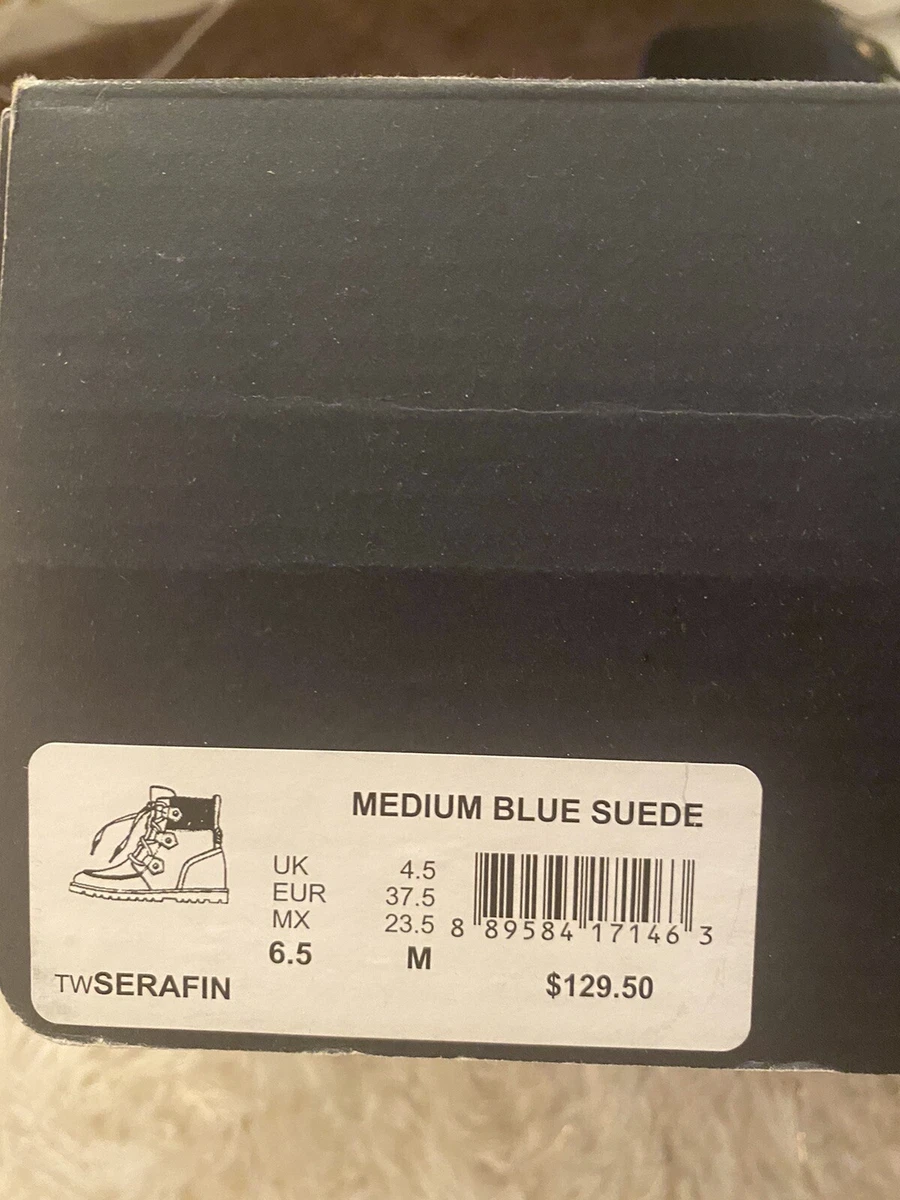 MEDIUM BLUE SUEDE
UK 4.5
EUR 37.5
MX 23.5
8 89584 17146 3
6.5 M
TWSERAFIN
$129.50